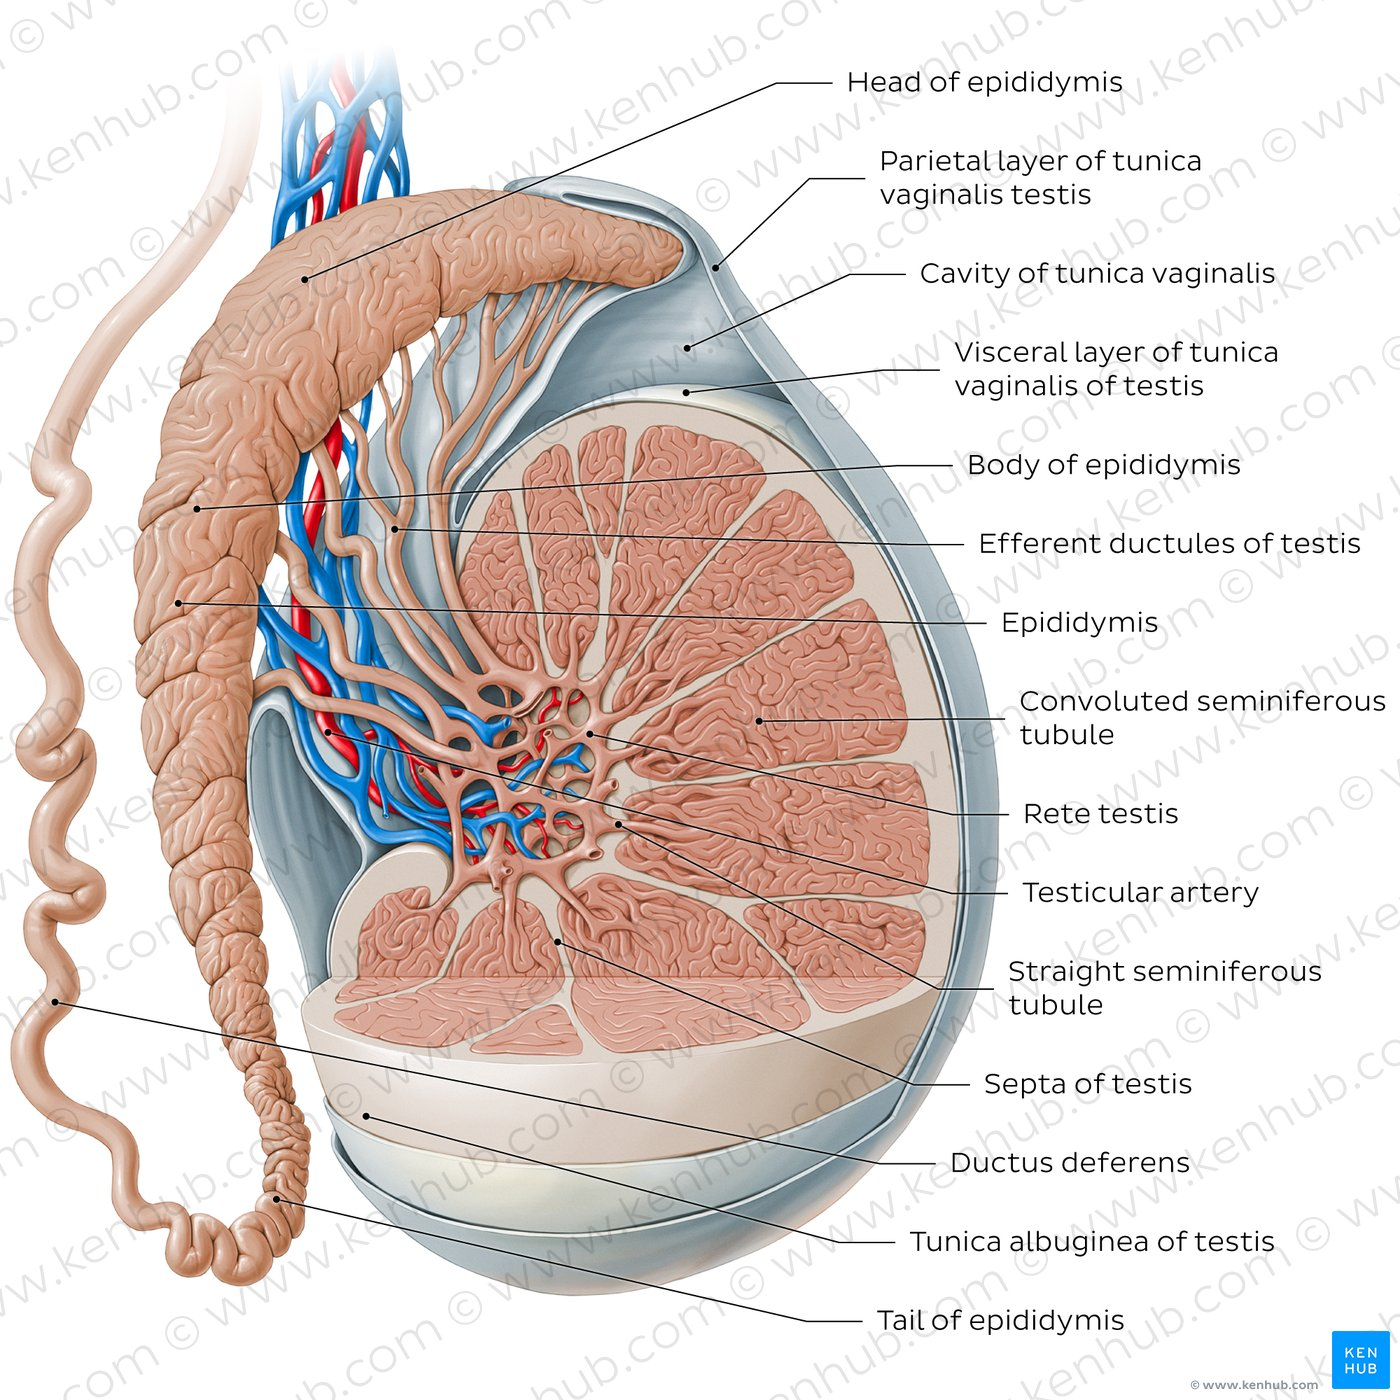 Head of epididymis
Parietal layer of tunica
vaginalis testis
Cavity of tunica vaginalis
Visceral layer of tunica
vaginalis of testis
Body of epididymis
Efferent ductules of testis
Epididymis
Convoluted seminiferous
tubule
Rete testis
Testicular artery
Straight seminiferous
tubule
Septa of testis
Ductus deferens
Tunica albuginea of testis
Tail of epididymis
KEN
HUB
© www.kenhub.com